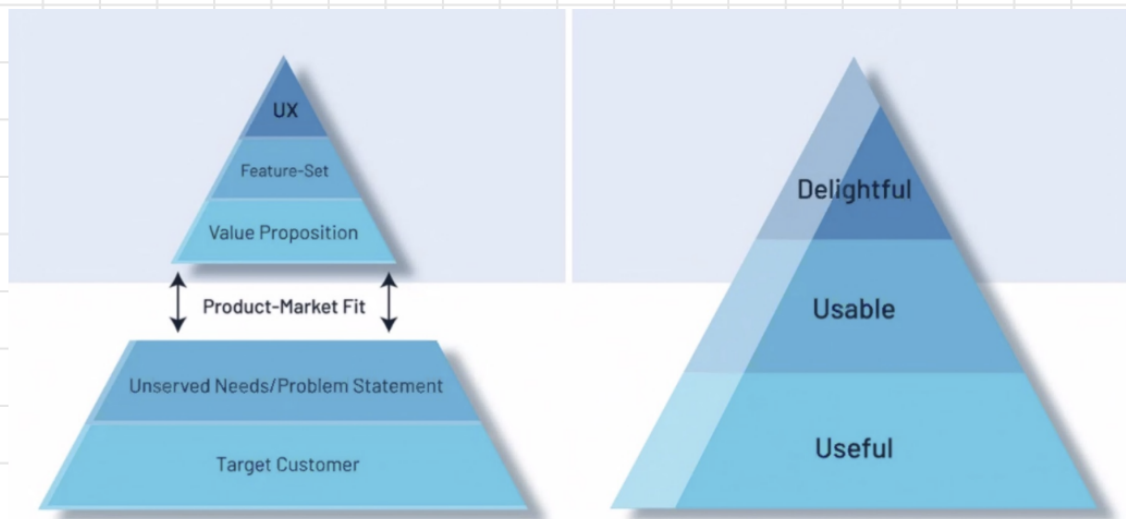 UX
Feature-Set
Value Proposition
Product-Market Fit
Unserved Needs/Problem Statement
Target Customer
Delightful
Usable
Useful